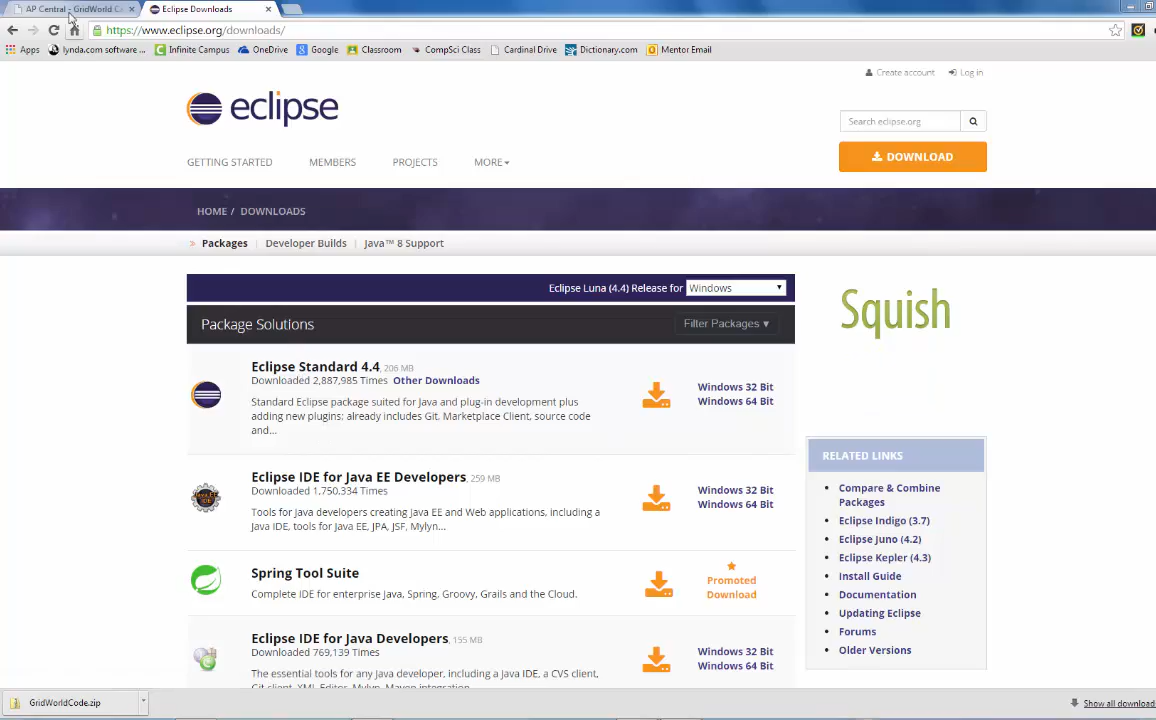 AP Central - GridWorld C
Eclipse Downloads
https://www.eclipse.org/downloads/
Apps
lynda.com software ...
Infinite Campus
OneDrive
Google
Classroom
CompSci Class
Cardinal Drive
Dictionary.com
Mentor Email
Create account
Log in
eclipse
Search eclipse.org
DOWNLOAD
GETTING STARTED
MEMBERS
PROJECTS
MORE
HOME / DOWNLOADS
Packages
Developer Builds
Java™ 8 Support
Eclipse Luna (4.4) Release for
Windows
Package Solutions
Filter Packages ▾
Squish
Eclipse Standard 4.4, 206 MB
Downloaded 2,887,985 Times Other Downloads
Standard Eclipse package suited for Java and plug-in development plus
adding new plugins: already includes Git, Marketplace Client, source code
and...
Windows 32 Bit
Windows 64 Bit
Eclipse IDE for Java EE Developers, 259 MB
Downloaded 1,750,334 Times
Tools for Java developers creating Java EE and Web applications, including a
Java IDE, tools for Java EE, JPA, JSF, Mylyn...
Windows 32 Bit
Windows 64 Bit
Spring Tool Suite
Complete IDE for enterprise Java, Spring, Groovy, Grails and the Cloud.
Promoted
Download
Eclipse IDE for Java Developers, 155 MB
Downloaded 769,139 Times
The essential tools for any Java developer, including a Java IDE, a CVS client,
Git client, XML Editor, Mylyn, Maven integration
Windows 32 Bit
Windows 64 Bit
RELATED LINKS
Compare & Combine
Packages
Eclipse Indigo (3.7)
Eclipse Juno (4.2)
Eclipse Kepler (4.3)
Install Guide
Documentation
Updating Eclipse
Forums
Older Versions
GridWorldCode.zip
Show all download